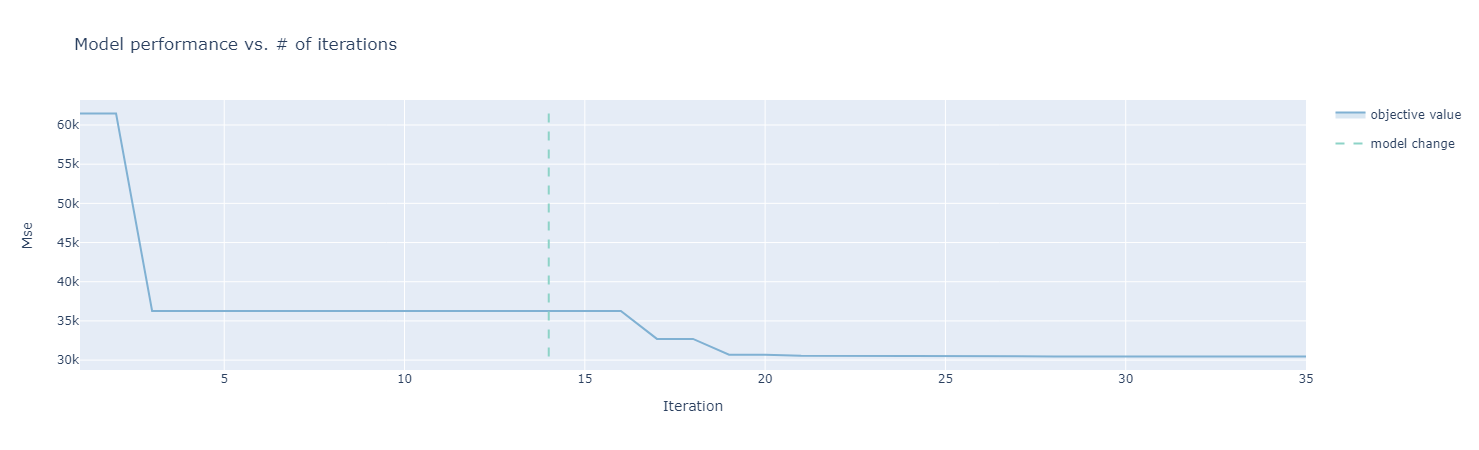 Model performance vs. # of iterations
objective value
model change
Mse
60k
55k
50k
45k
40k
35k
30k
5 10 15 20 25 30 35
Iteration